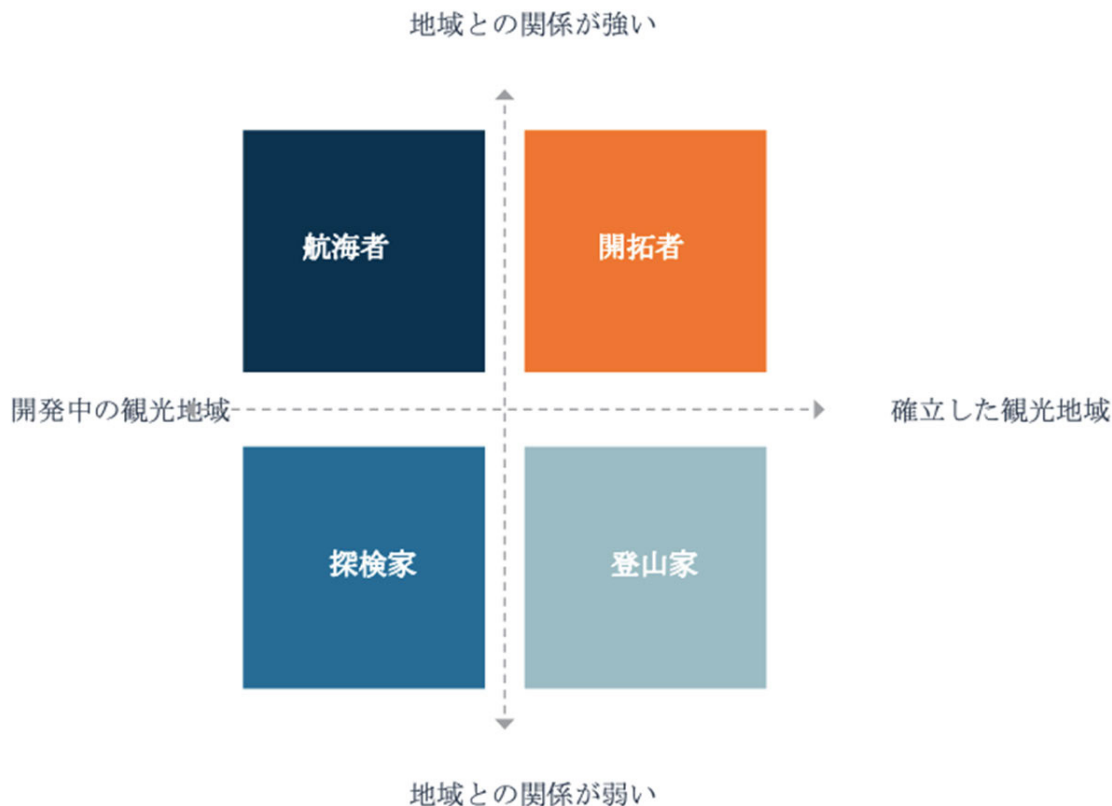 地域との関係が強い
航海者
開拓者
開発中の観光地域
確立した観光地域
探検家
登山家
地域との関係が弱い